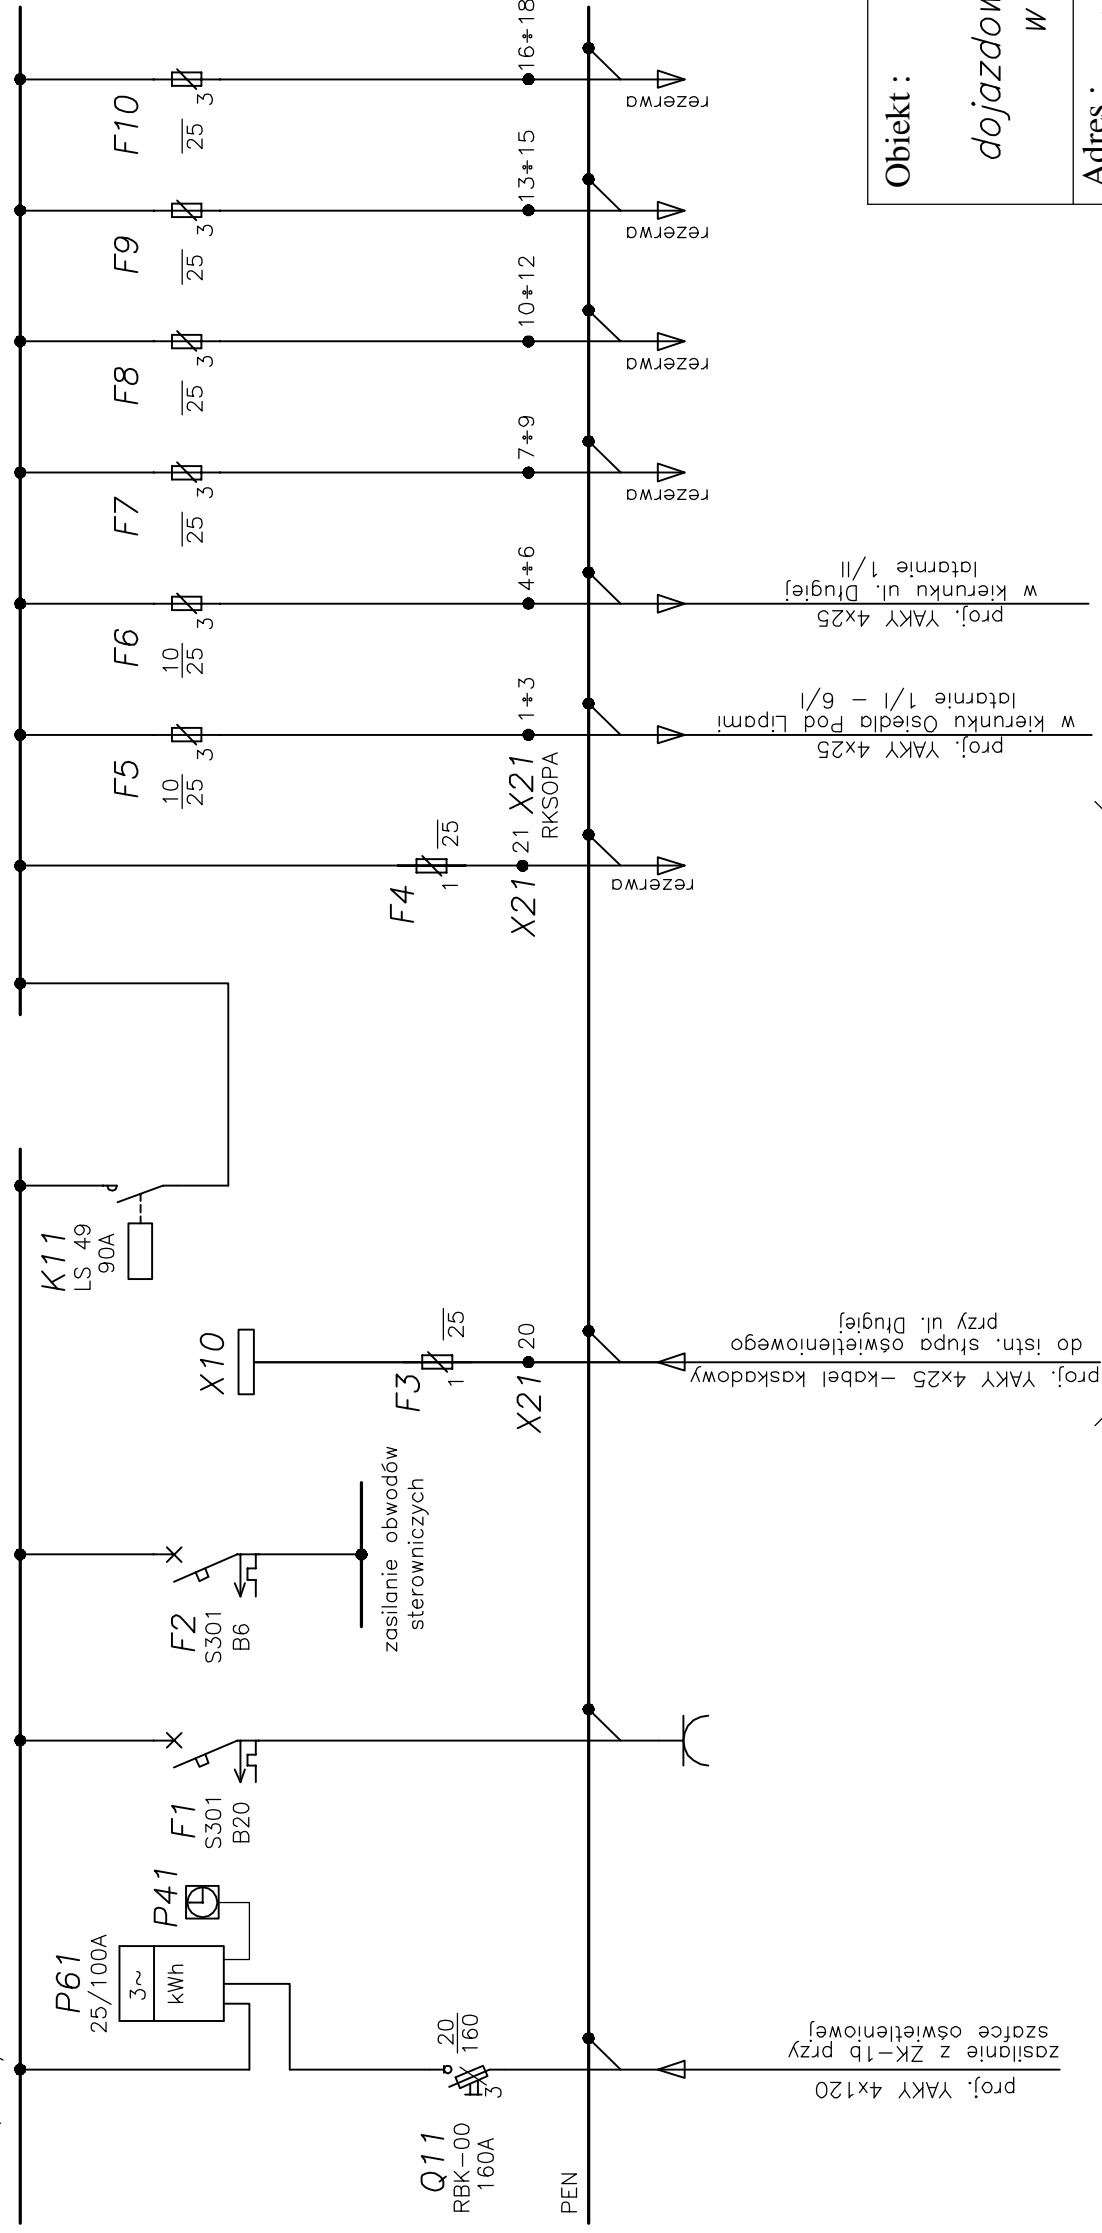 Q11
RBK-00
160A
20
160
3
PEN
proj. YAKY 4x120
zasilanie z ZK-1b przy
szafce oświetleniowej
P61
25/100A
3~
kWh
P41
F1
S301
B20
F2
S301
B6
zasilanie obwodów
sterowniczych
X10
F3
1
25
X21
20
proj. YAKY 4x25 -kabel kaskadowy
do istn. słupa oświetleniowego
przy ul. Długiej
K11
LS 49
90A
F4
1
25
X21
21
rezerwa
X21
RKSOPA
F5
10
25
3
1÷3
proj. YAKY 4x25
w kierunku Osiedla Pod Lipami
latarnie 1/I - 6/I
F6
10
25
3
4÷6
proj. YAKY 4x25
w kierunku ul. Długiej
latarnie 1/II
F7
25
3
7÷9
rezerwa
F8
25
3
10÷12
rezerwa
F9
25
3
13÷15
rezerwa
F10
25
3
16÷18
rezerwa
Obiekt :
dojazdow
w
Adres :